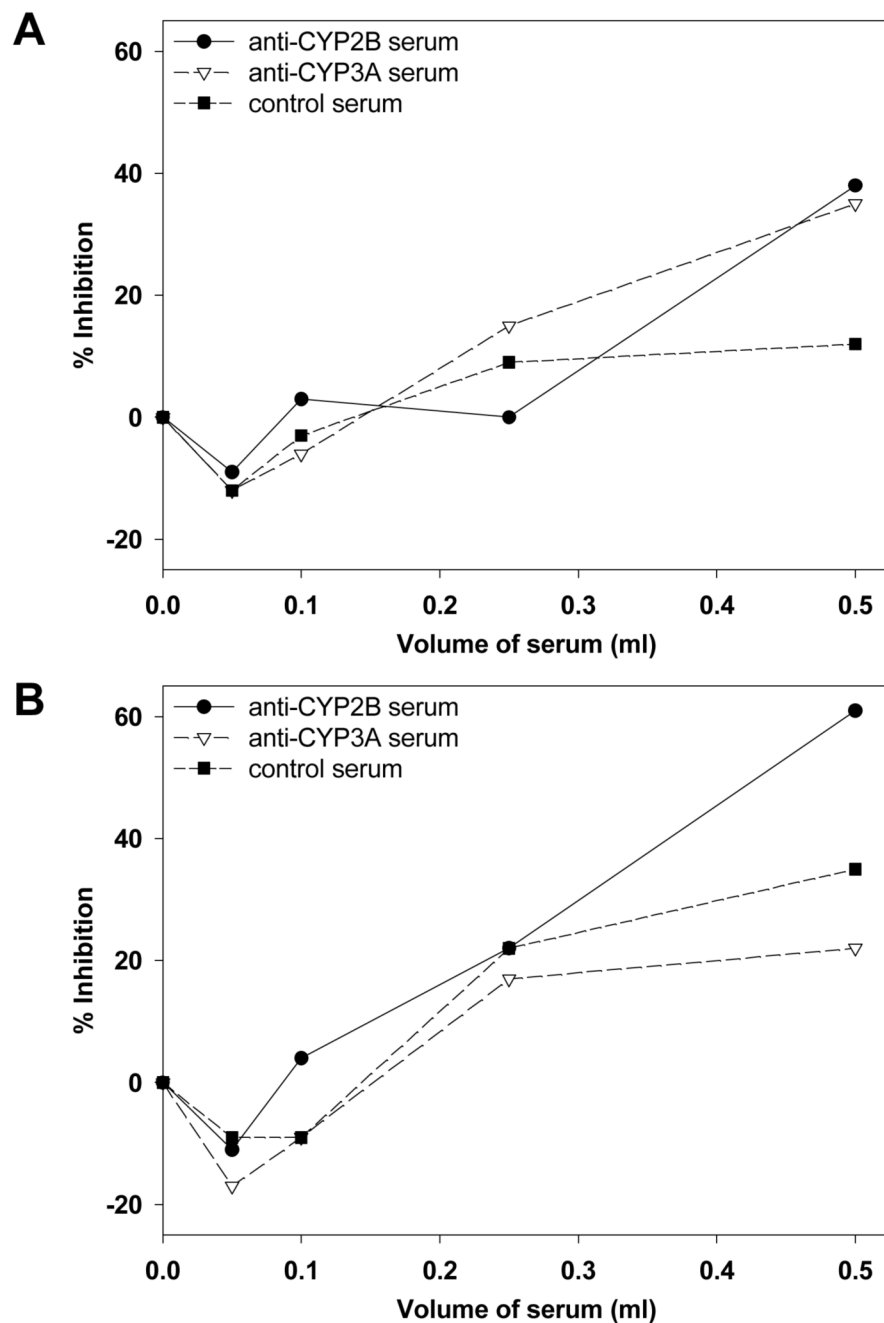 A
anti-CYP2B serum
anti-CYP3A serum
control serum
60
40
20
0
-20
% Inhibition
0.0 0.1 0.2 0.3 0.4 0.5
Volume of serum (ml)
B
anti-CYP2B serum
anti-CYP3A serum
control serum
60
40
20
0
-20
% Inhibition
0.0 0.1 0.2 0.3 0.4 0.5
Volume of serum (ml)